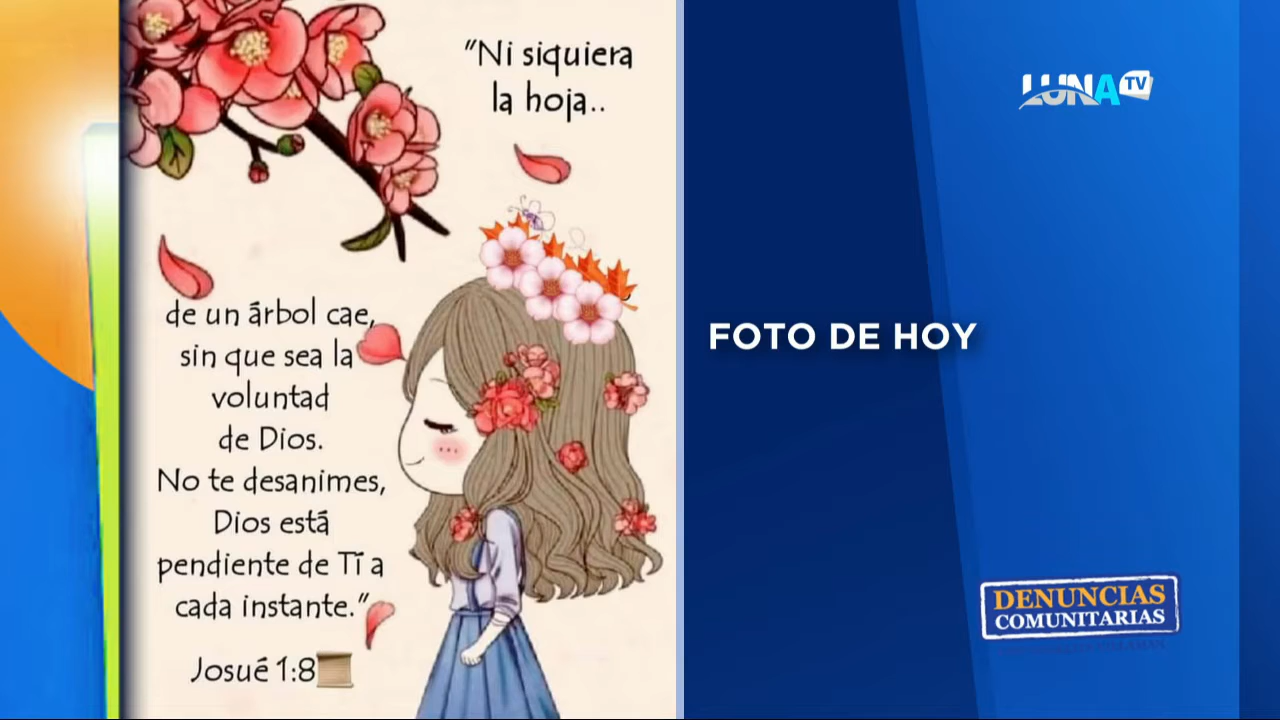 "Ni siquiera
la hoja..
de un árbol cae,
sin que sea la
voluntad
de Dios.
No te desanimes,
Dios está
pendiente de Tí a
cada instante."
Josué 1:8
LUNA TV
FOTO DE HOY
DENUNCIAS
COMUNITARIAS